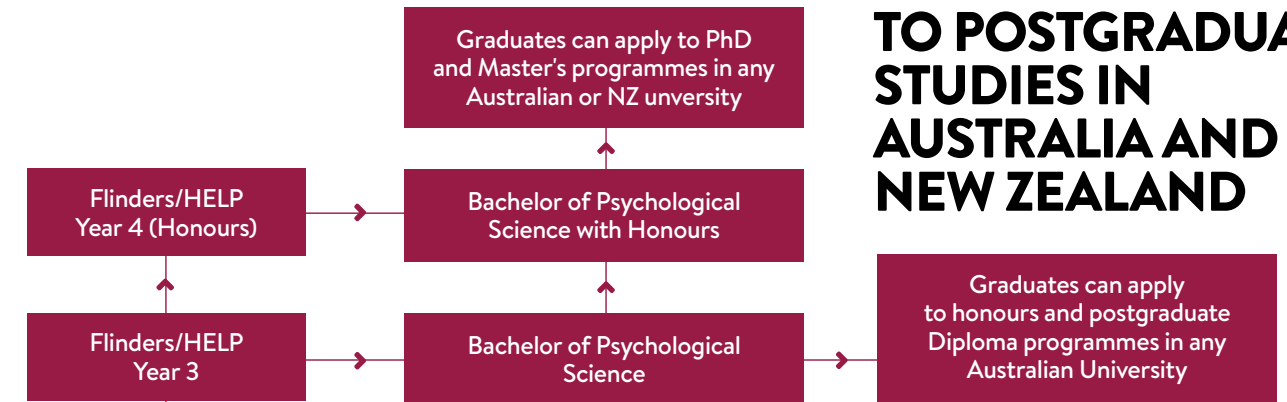 Graduates can apply to PhD
and Master's programmes in any
Australian or NZ unversity
STUDIES IN
AUSTRALIA AND
NEW ZEALAND
Flinders/HELP
Year 4 (Honours)
Bachelor of Psychological
Science with Honours
Graduates can apply
to honours and postgraduate
Diploma programmes in any
Australian University
Flinders/HELP
Year 3
Bachelor of Psychological
Science